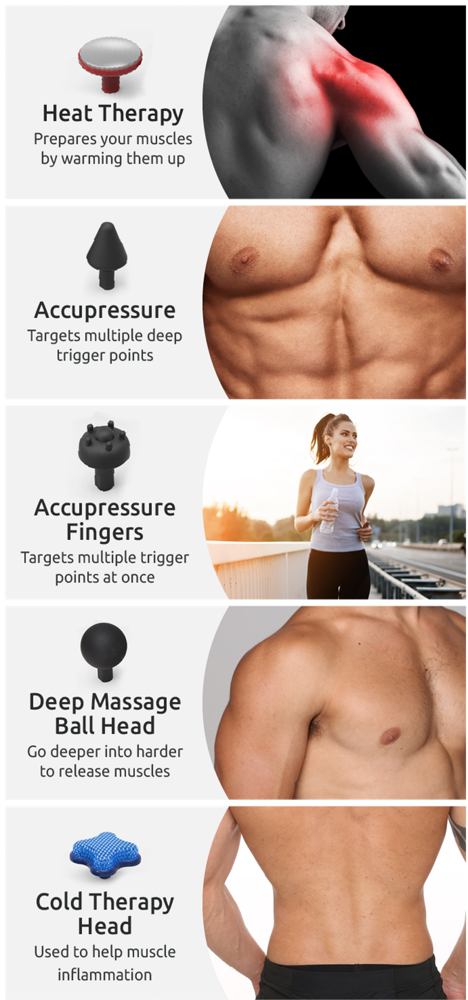 Heat Therapy
Prepares your muscles
by warming them up
Accupressure
Targets multiple deep
trigger points
Accupressure
Fingers
Targets multiple trigger
points at once
Deep Massage
Ball Head
Go deeper into harder
to release muscles
Cold Therapy
Head
Used to help muscle
inflammation